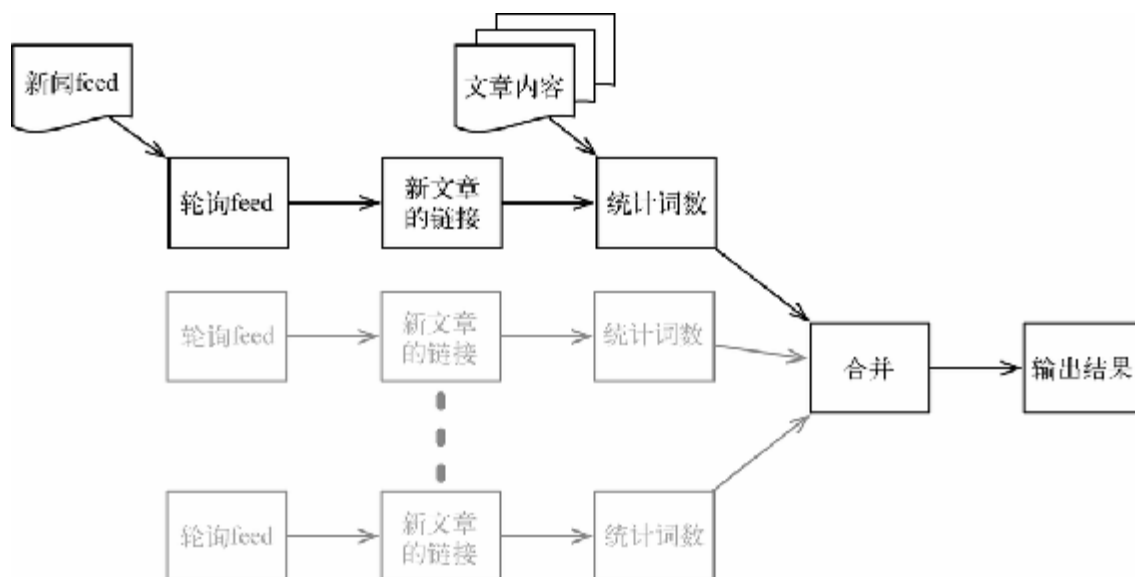 新闻feed
文章内容
轮询feed
新文章
的链接
统计词数
轮询feed
新文章
的链接
统计词数
合并
输出结果
轮询feed
新文章
的链接
统计词数